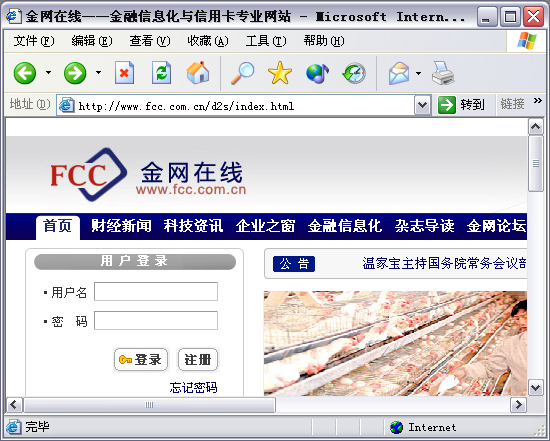 金网在线——金融信息化与信用卡专业网站 - Microsoft Intern...
文件(F) 编辑(E) 查看(V) 收藏(A) 工具(T) 帮助(H)
地址(D) http://www.fcc.com.cn/d2s/index.html 转到 链接 »
FCC 金网在线
www.fcc.com.cn
首页 财经新闻 科技资讯 企业之窗 金融信息化 杂志导读 金网论坛
用户登录
公告 温家宝主持国务院常务会议部
用户名
密 码
登录 注册
忘记密码
完毕 Internet